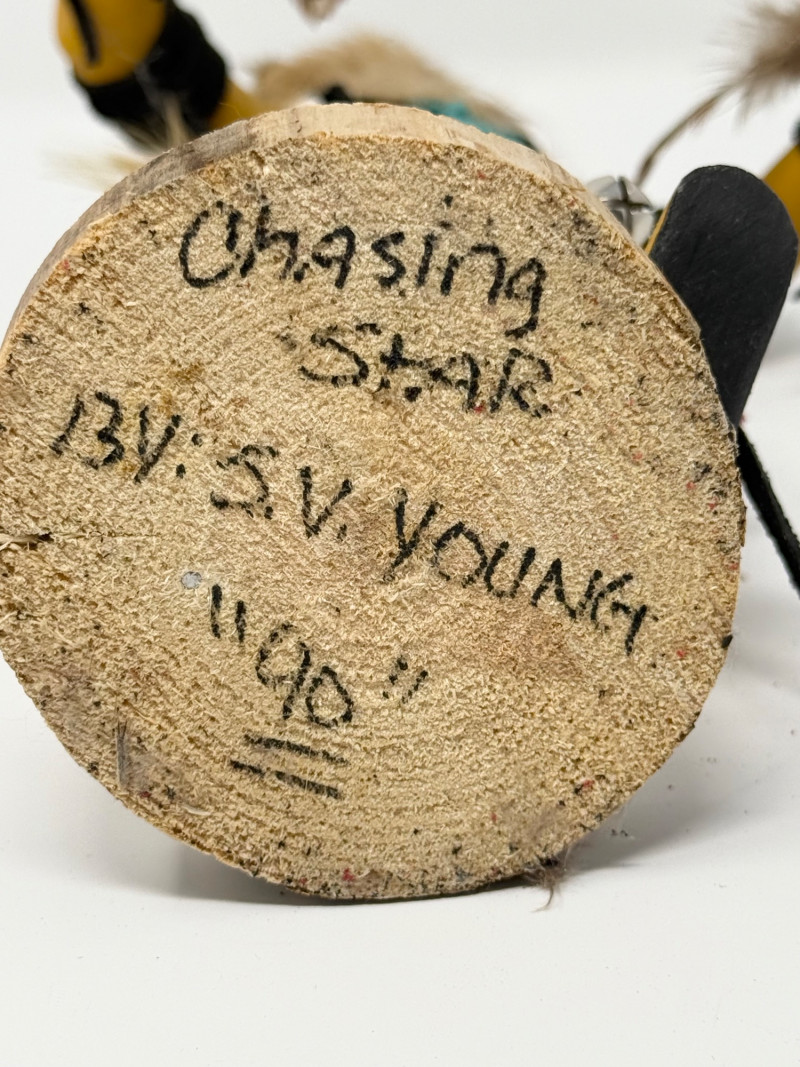 Chasing
StAR
BY: S.V. YOUNG
"90"